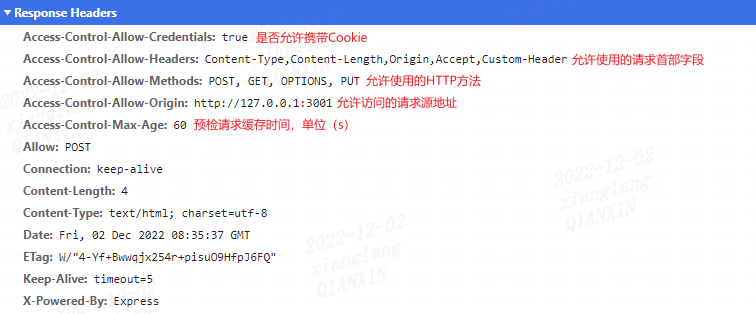 Response Headers
Access-Control-Allow-Credentials: true 是否允许携带Cookie
Access-Control-Allow-Headers: Content-Type,Content-Length,Origin,Accept,Custom-Header 允许使用的请求首部字段
Access-Control-Allow-Methods: POST, GET, OPTIONS, PUT 允许使用的HTTP方法
Access-Control-Allow-Origin: http://127.0.0.1:3001 允许访问的请求源地址
Access-Control-Max-Age: 60 预检请求缓存时间，单位（s）
Allow: POST
Connection: keep-alive
Content-Length: 4
Content-Type: text/html; charset=utf-8
Date: Fri, 02 Dec 2022 08:35:37 GMT
ETag: W/"4-Yf+Bwwqjx254r+pisuO9HfpJ6FQ"
Keep-Alive: timeout=5
X-Powered-By: Express
2022-12-02
xianglang
QIANXIN
2022-12-02
xianglang
QIANXIN